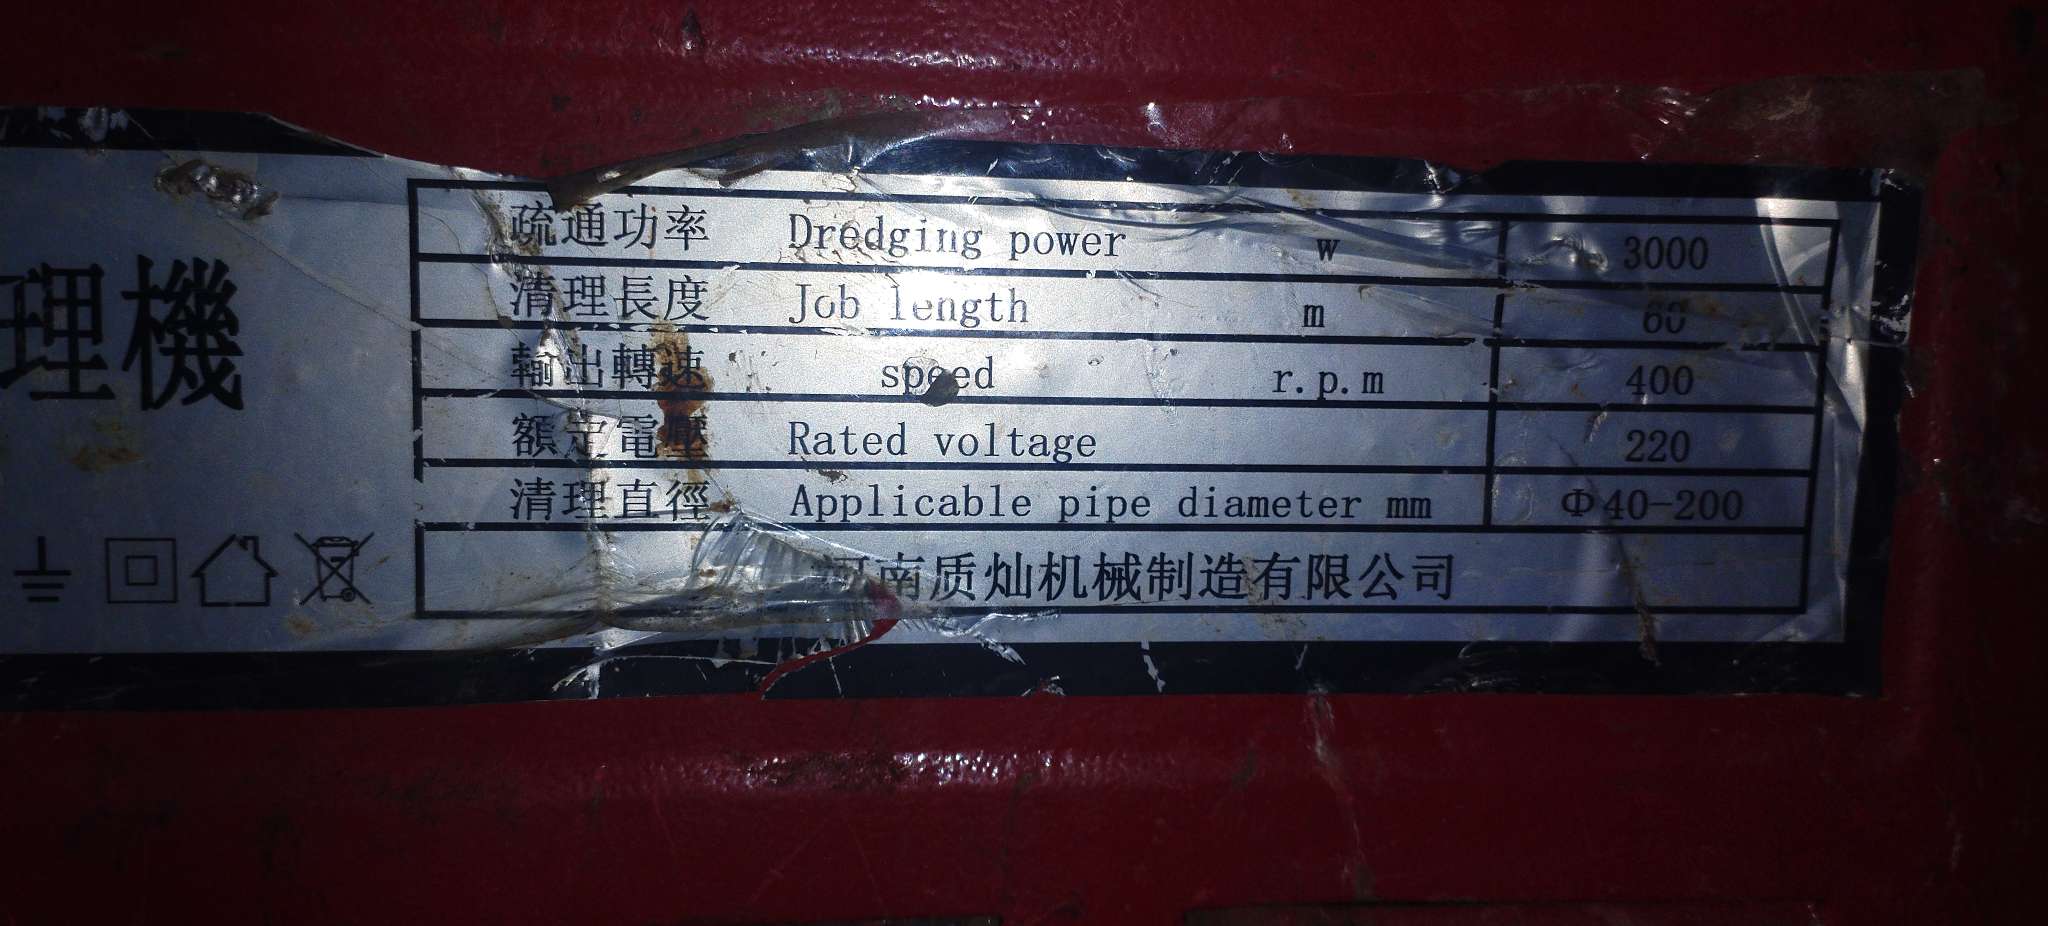 理機
疏通功率 Dredging power w 3000
清理長度 Job length m 60
輸出轉速 speed r.p.m 400
額定電壓 Rated voltage 220
清理直徑 Applicable pipe diameter mm Φ40-200
河南质灿机械制造有限公司